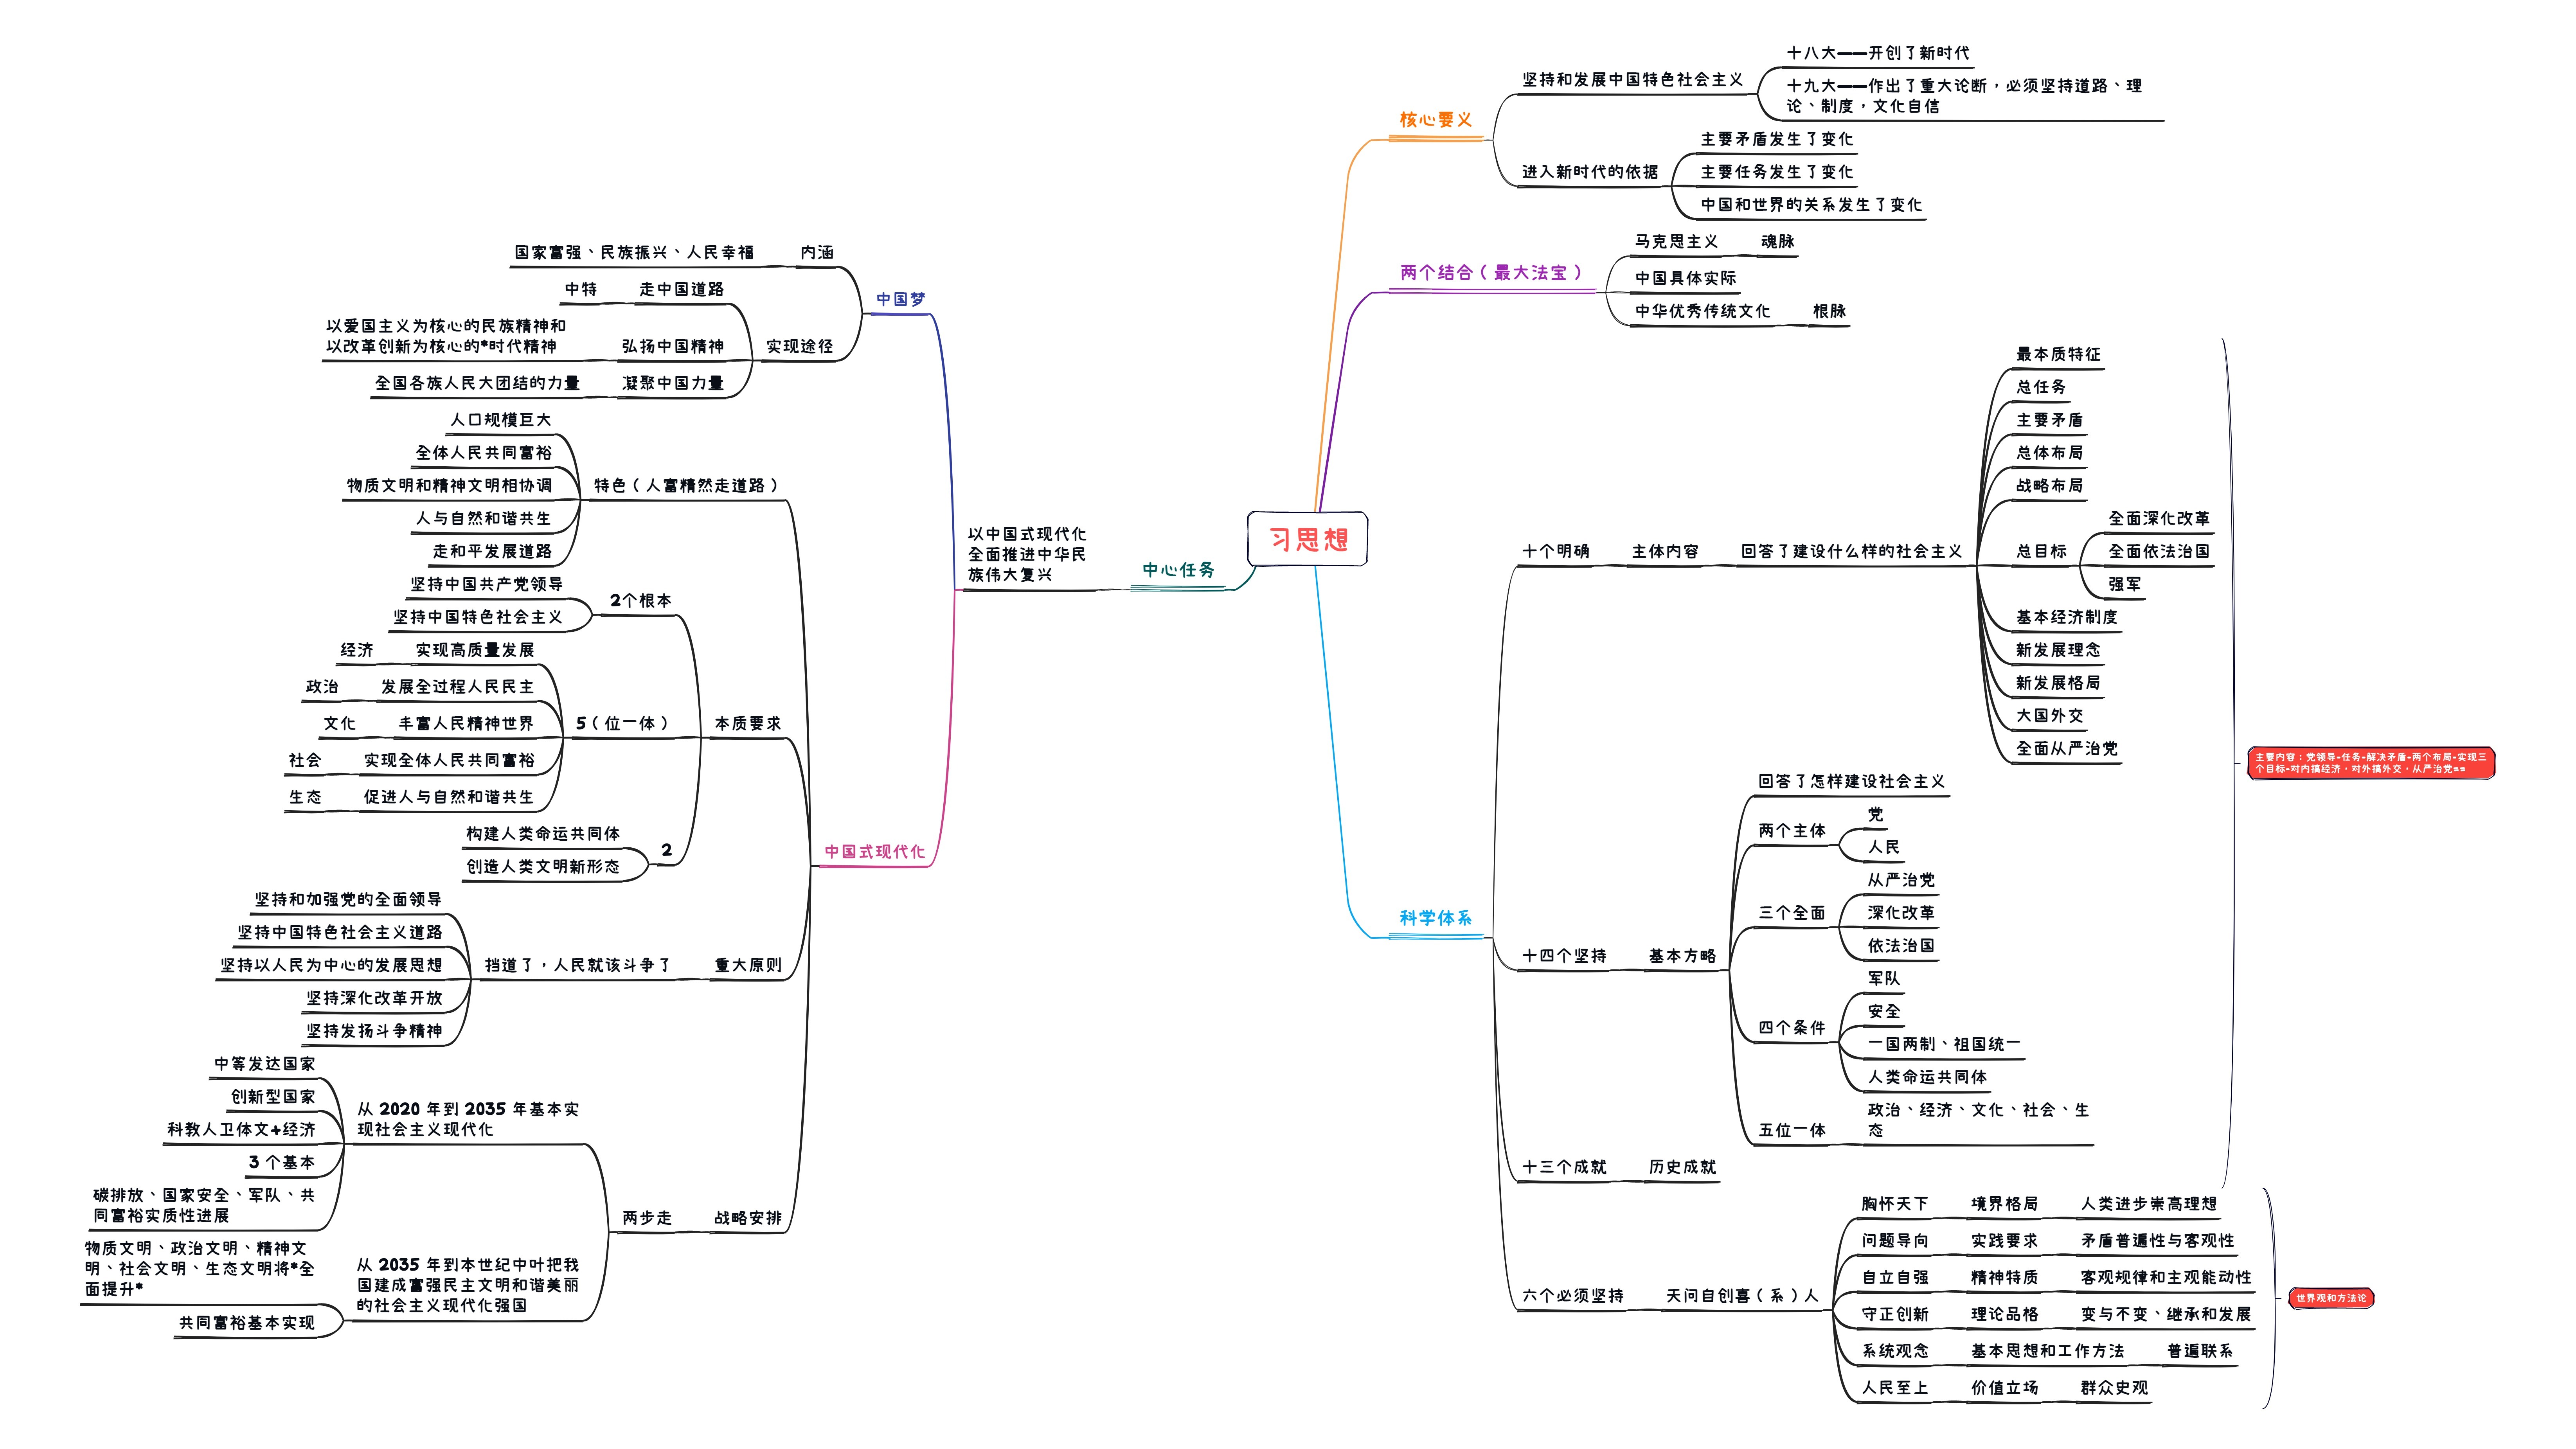 习思想
核心要义
坚持和发展中国特色社会主义
十八大——开创了新时代
十九大——作出了重大论断，必须坚持道路、理
论、制度，文化自信
进入新时代的依据
主要矛盾发生了变化
主要任务发生了变化
中国和世界的关系发生了变化
两个结合（最大法宝）
马克思主义
魂脉
中国具体实际
中华优秀传统文化
根脉
科学体系
十个明确
主体内容
回答了建设什么样的社会主义
最本质特征
总任务
主要矛盾
总体布局
战略布局
总目标
全面深化改革
全面依法治国
强军
基本经济制度
新发展理念
新发展格局
大国外交
全面从严治党
十四个坚持
基本方略
回答了怎样建设社会主义
两个主体
党
人民
三个全面
从严治党
深化改革
依法治国
四个条件
军队
安全
一国两制、祖国统一
人类命运共同体
五位一体
政治、经济、文化、社会、生
态
十三个成就
历史成就
主要内容：党领导-任务-解决矛盾-两个布局-实现三
个目标-对内搞经济，对外搞外交，从严治党==
六个必须坚持
天问自创喜（系）人
胸怀天下
境界格局
人类进步崇高理想
问题导向
实践要求
矛盾普遍性与客观性
自立自强
精神特质
客观规律和主观能动性
守正创新
理论品格
变与不变、继承和发展
系统观念
基本思想和工作方法
普遍联系
人民至上
价值立场
群众史观
世界观和方法论
中心任务
以中国式现代化
全面推进中华民
族伟大复兴
中国梦
内涵
国家富强、民族振兴、人民幸福
实现途径
走中国道路
中特
弘扬中国精神
以爱国主义为核心的民族精神和
以改革创新为核心的*时代精神
凝聚中国力量
全国各族人民大团结的力量
中国式现代化
特色（人富精然走道路）
人口规模巨大
全体人民共同富裕
物质文明和精神文明相协调
人与自然和谐共生
走和平发展道路
本质要求
2个根本
坚持中国共产党领导
坚持中国特色社会主义
5（位一体）
实现高质量发展
经济
发展全过程人民民主
政治
丰富人民精神世界
文化
实现全体人民共同富裕
社会
促进人与自然和谐共生
生态
2
构建人类命运共同体
创造人类文明新形态
重大原则
挡道了，人民就该斗争了
坚持和加强党的全面领导
坚持中国特色社会主义道路
坚持以人民为中心的发展思想
坚持深化改革开放
坚持发扬斗争精神
战略安排
两步走
从 2020 年到 2035 年基本实
现社会主义现代化
中等发达国家
创新型国家
科教人卫体文+经济
3 个基本
碳排放、国家安全、军队、共
同富裕实质性进展
从 2035 年到本世纪中叶把我
国建成富强民主文明和谐美丽
的社会主义现代化强国
物质文明、政治文明、精神文
明、社会文明、生态文明将*全
面提升*
共同富裕基本实现